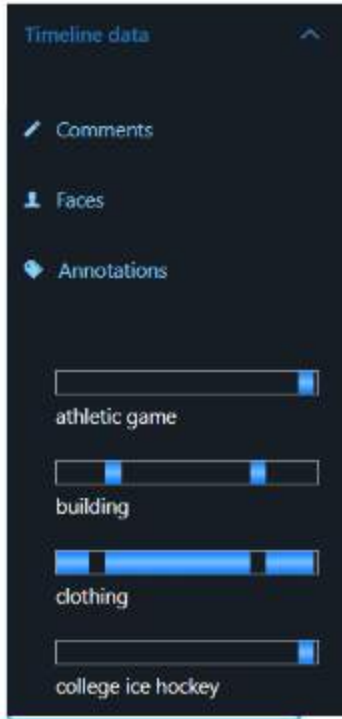 Timeline data
Comments
Faces
Annotations
athletic game
building
clothing
college ice hockey